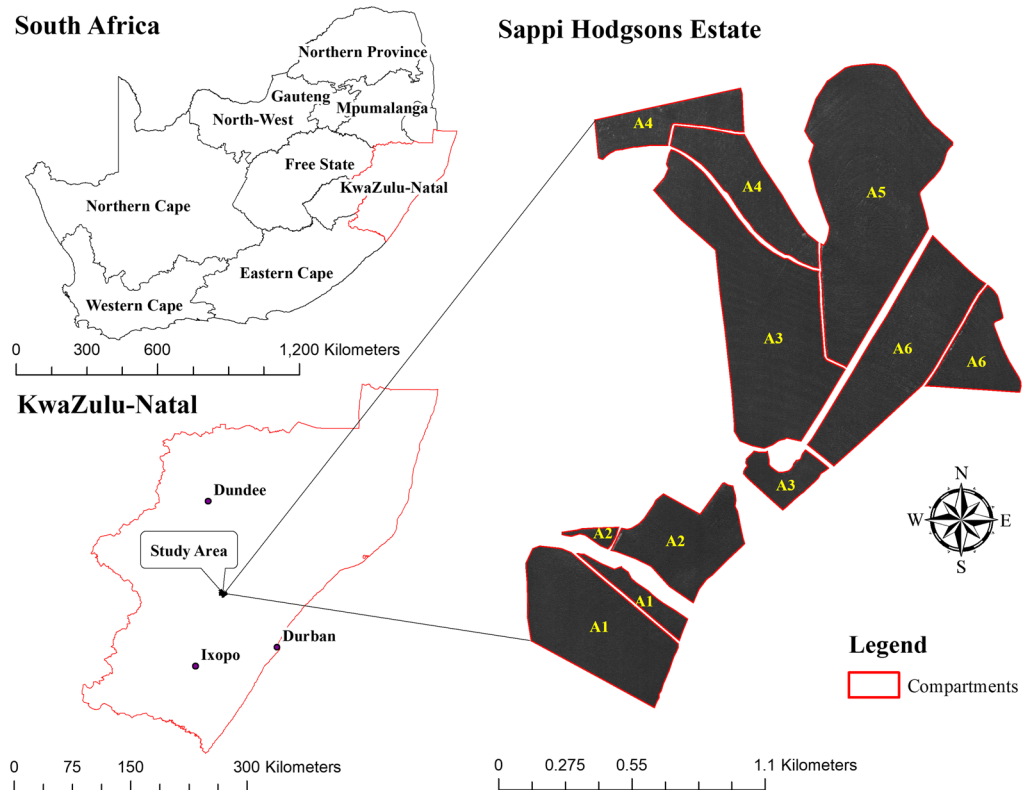 South Africa
Northern Province
Gauteng
Mpumalanga
North-West
Free State
KwaZulu-Natal
Northern Cape
Eastern Cape
Western Cape
0 300 600 1,200 Kilometers
KwaZulu-Natal
Dundee
Study Area
Durban
Ixopo
0 75 150 300 Kilometers
Sappi Hodgsons Estate
A4
A4
A5
A3
A6
A6
A3
A2
A2
A1
A1
N
W E
S
Legend
Compartments
0 0.275 0.55 1.1 Kilometers